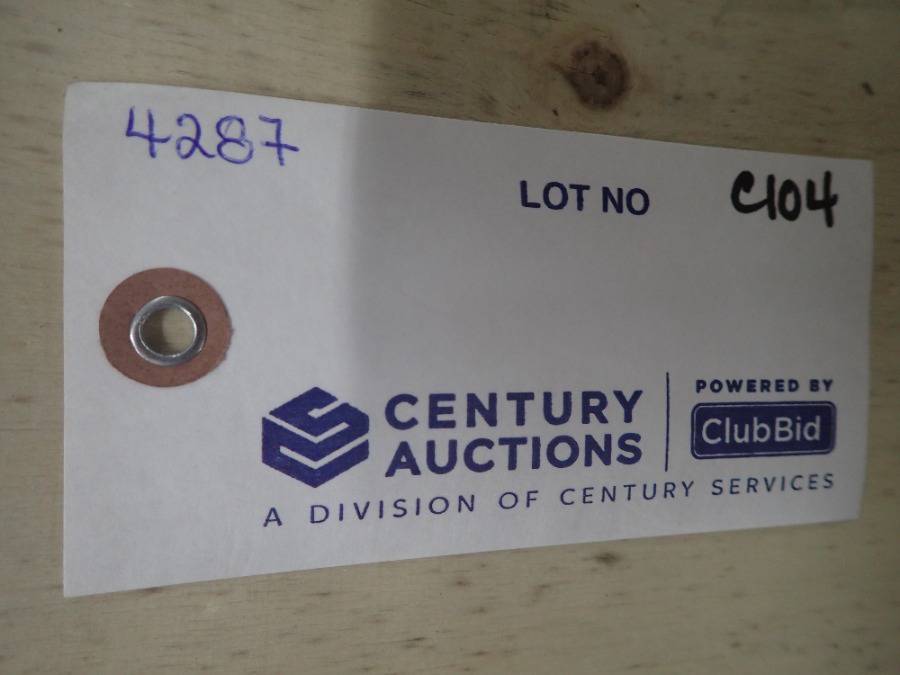 4287
LOT NO C104
CENTURY AUCTIONS
POWERED BY
ClubBid
A DIVISION OF CENTURY SERVICES